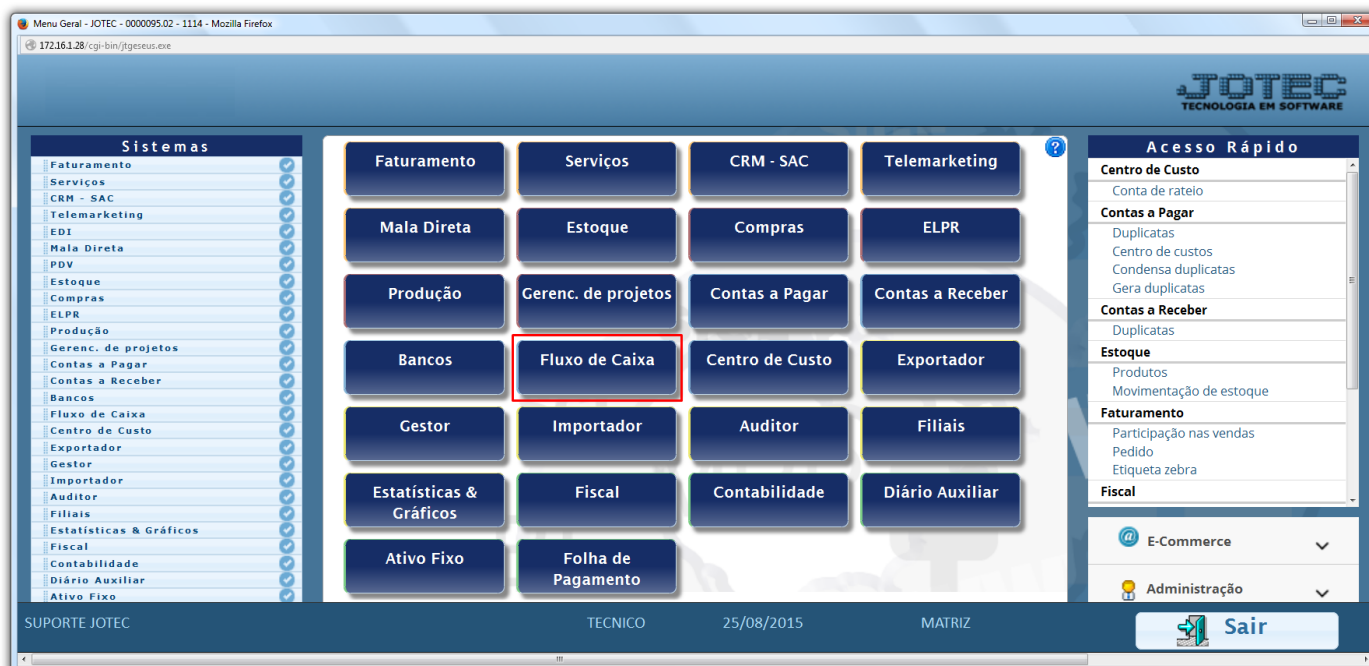 Menu Geral - JOTEC - 0000095.02 - 1114 - Mozilla Firefox
172.16.1.28/cgi-bin/jtgeseus.exe
JOTEC
TECNOLOGIA EM SOFTWARE
Sistemas
Faturamento
Serviços
CRM - SAC
Telemarketing
EDI
Mala Direta
PDV
Estoque
Compras
ELPR
Produção
Gerenc. de projetos
Contas a Pagar
Contas a Receber
Bancos
Fluxo de Caixa
Centro de Custo
Exportador
Gestor
Importador
Auditor
Filiais
Estatísticas & Gráficos
Fiscal
Contabilidade
Diário Auxiliar
Ativo Fixo
Faturamento
Serviços
CRM - SAC
Telemarketing
Mala Direta
Estoque
Compras
ELPR
Produção
Gerenc. de projetos
Contas a Pagar
Contas a Receber
Bancos
Fluxo de Caixa
Centro de Custo
Exportador
Gestor
Importador
Auditor
Filiais
Estatísticas &
Gráficos
Fiscal
Contabilidade
Diário Auxiliar
Ativo Fixo
Folha de
Pagamento
?
Acesso Rápido
Centro de Custo
Conta de rateio
Contas a Pagar
Duplicatas
Centro de custos
Condensa duplicatas
Gera duplicatas
Contas a Receber
Duplicatas
Estoque
Produtos
Movimentação de estoque
Faturamento
Participação nas vendas
Pedido
Etiqueta zebra
Fiscal
@ E-Commerce
Administração
SUPORTE JOTEC
TECNICO
25/08/2015
MATRIZ
Sair